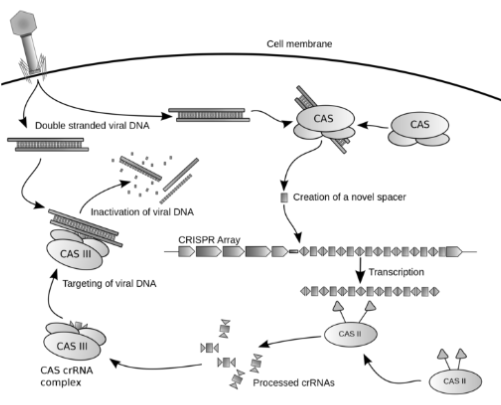 Cell membrane
Double stranded viral DNA
CAS
CAS
Inactivation of viral DNA
Creation of a novel spacer
CRISPR Array
CAS III
Transcription
Targeting of viral DNA
CAS II
CAS III
CAS II
CAS crRNA
complex
Processed crRNAs